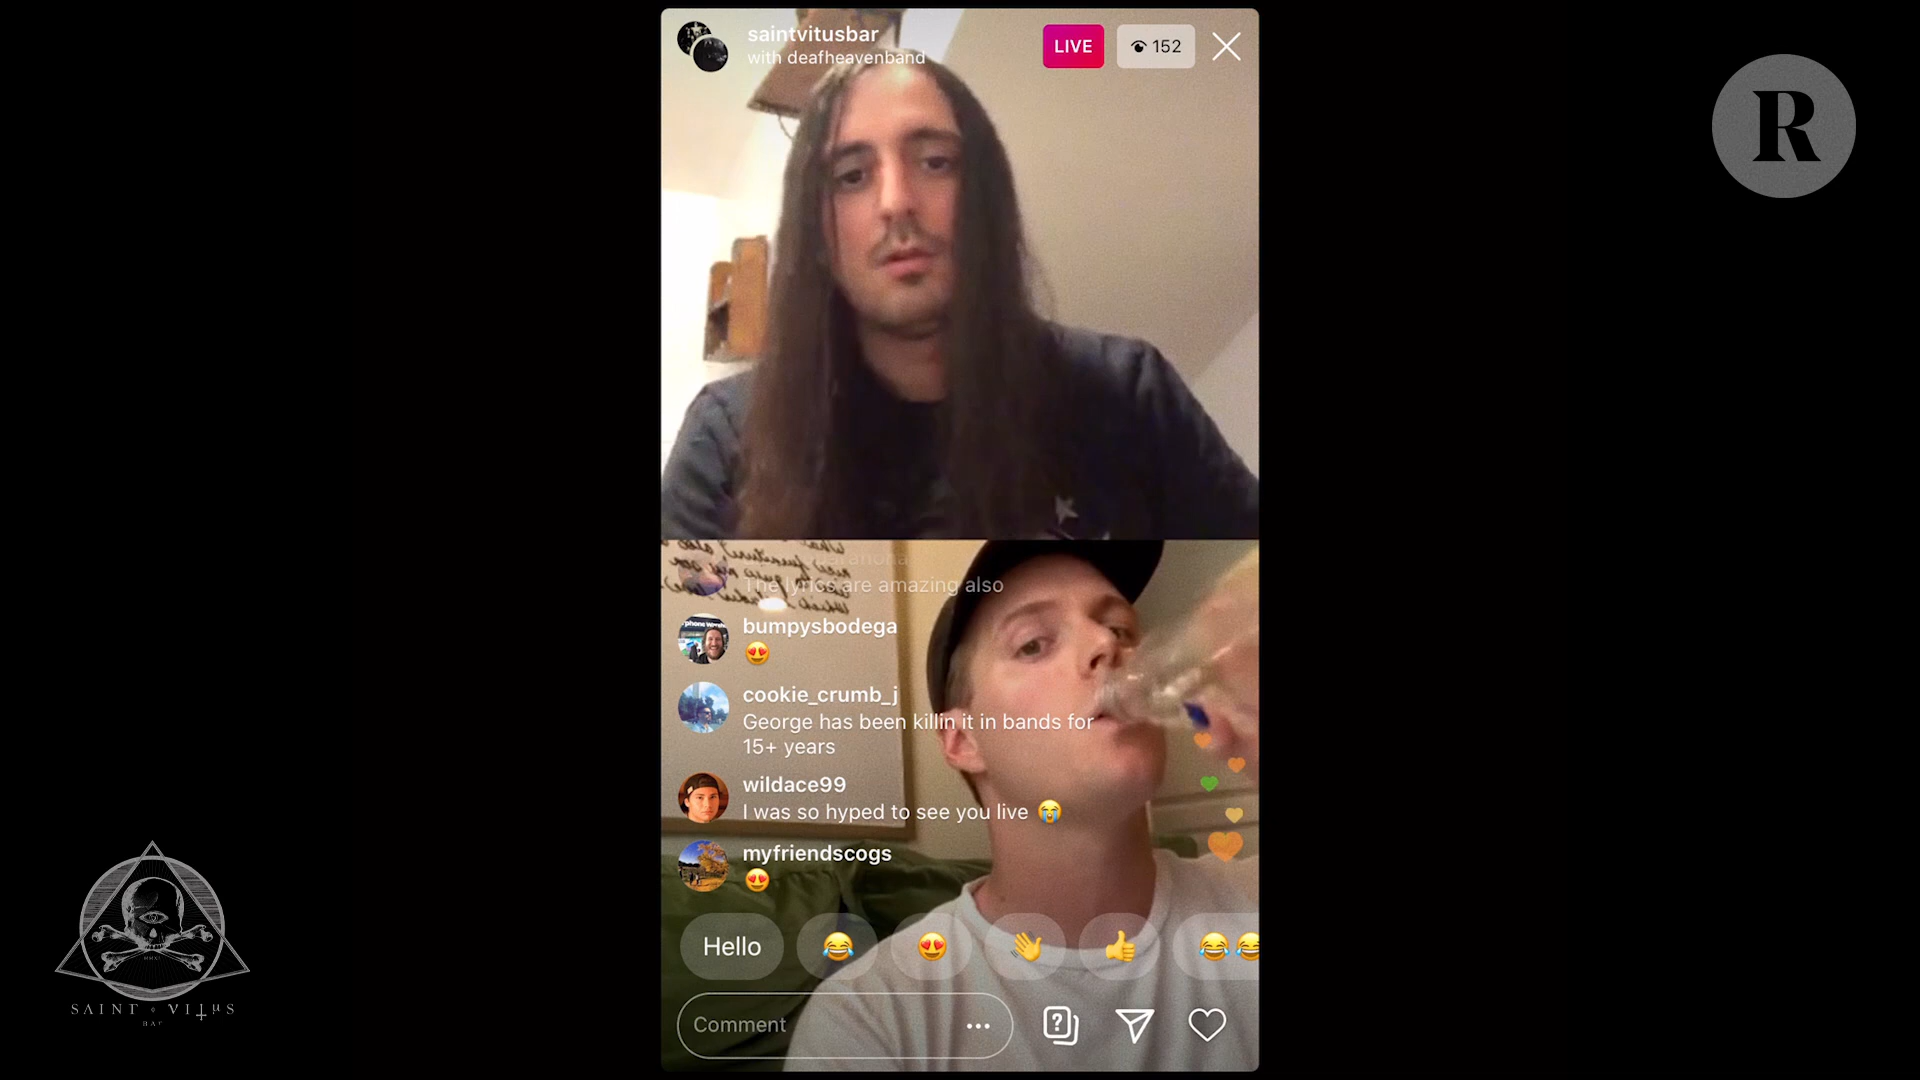 saintvitusbar
with deafheavenband
LIVE
152
R
The lyrics are amazing also
bumpysbodega
😍
cookie_crumb_j
George has been killin it in bands for
15+ years
wildace99
I was so hyped to see you live 😭
myfriendscogs
😍
Hello 😂 😍 👋 👍 😂😂
Comment
SAINT VITUS
BAR